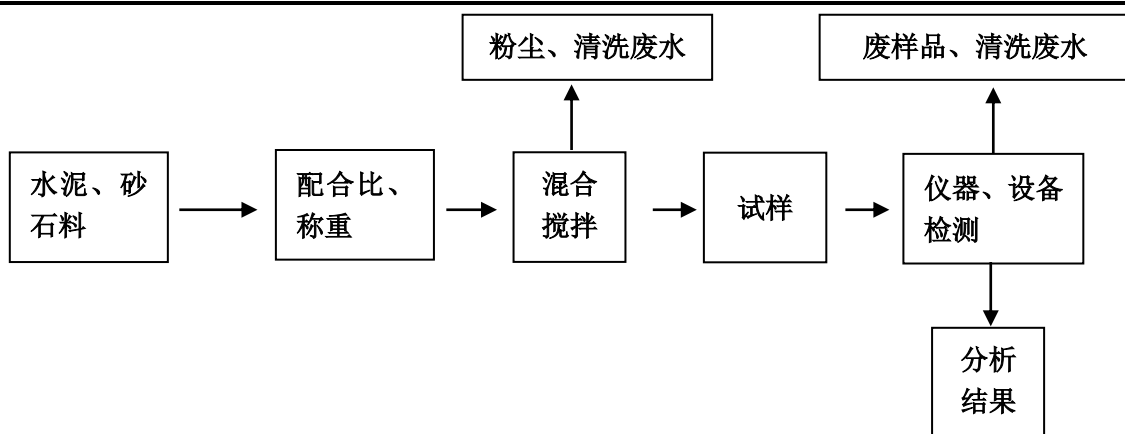 粉尘、清洗废水
废样品、清洗废水
水泥、砂
石料
配合比、
称重
混合
搅拌
试样
仪器、设备
检测
分析
结果